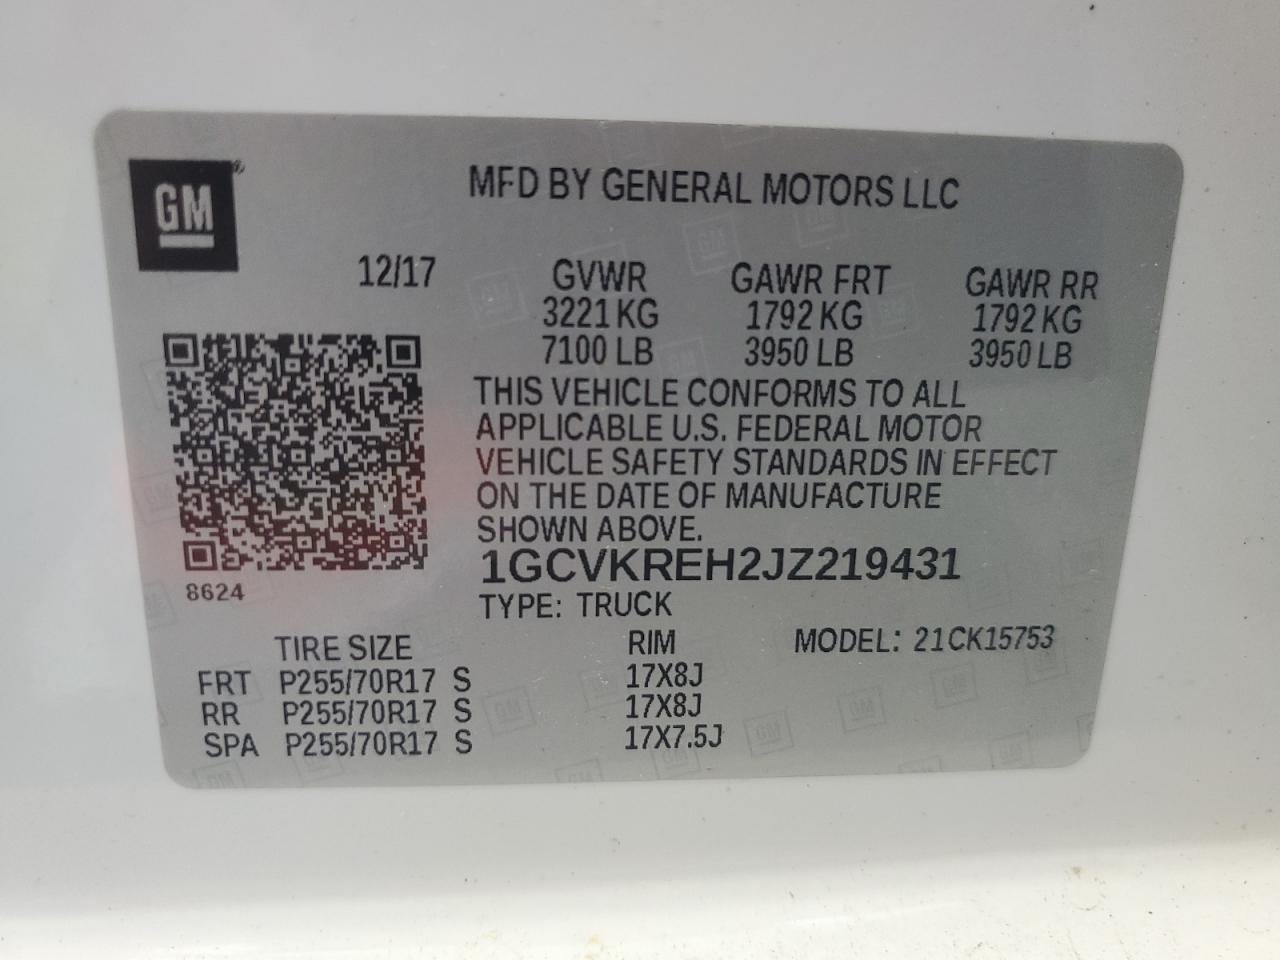 GM
MFD BY GENERAL MOTORS LLC
12/17 GVWR GAWR FRT GAWR RR
3221 KG 1792 KG 1792 KG
7100 LB 3950 LB 3950 LB
THIS VEHICLE CONFORMS TO ALL
APPLICABLE U.S. FEDERAL MOTOR
VEHICLE SAFETY STANDARDS IN EFFECT
ON THE DATE OF MANUFACTURE
SHOWN ABOVE.
1GCVKREH2JZ219431
8624
TYPE: TRUCK
TIRE SIZE RIM MODEL: 21CK15753
FRT P255/70R17 S 17X8J
RR P255/70R17 S 17X8J
SPA P255/70R17 S 17X7.5J